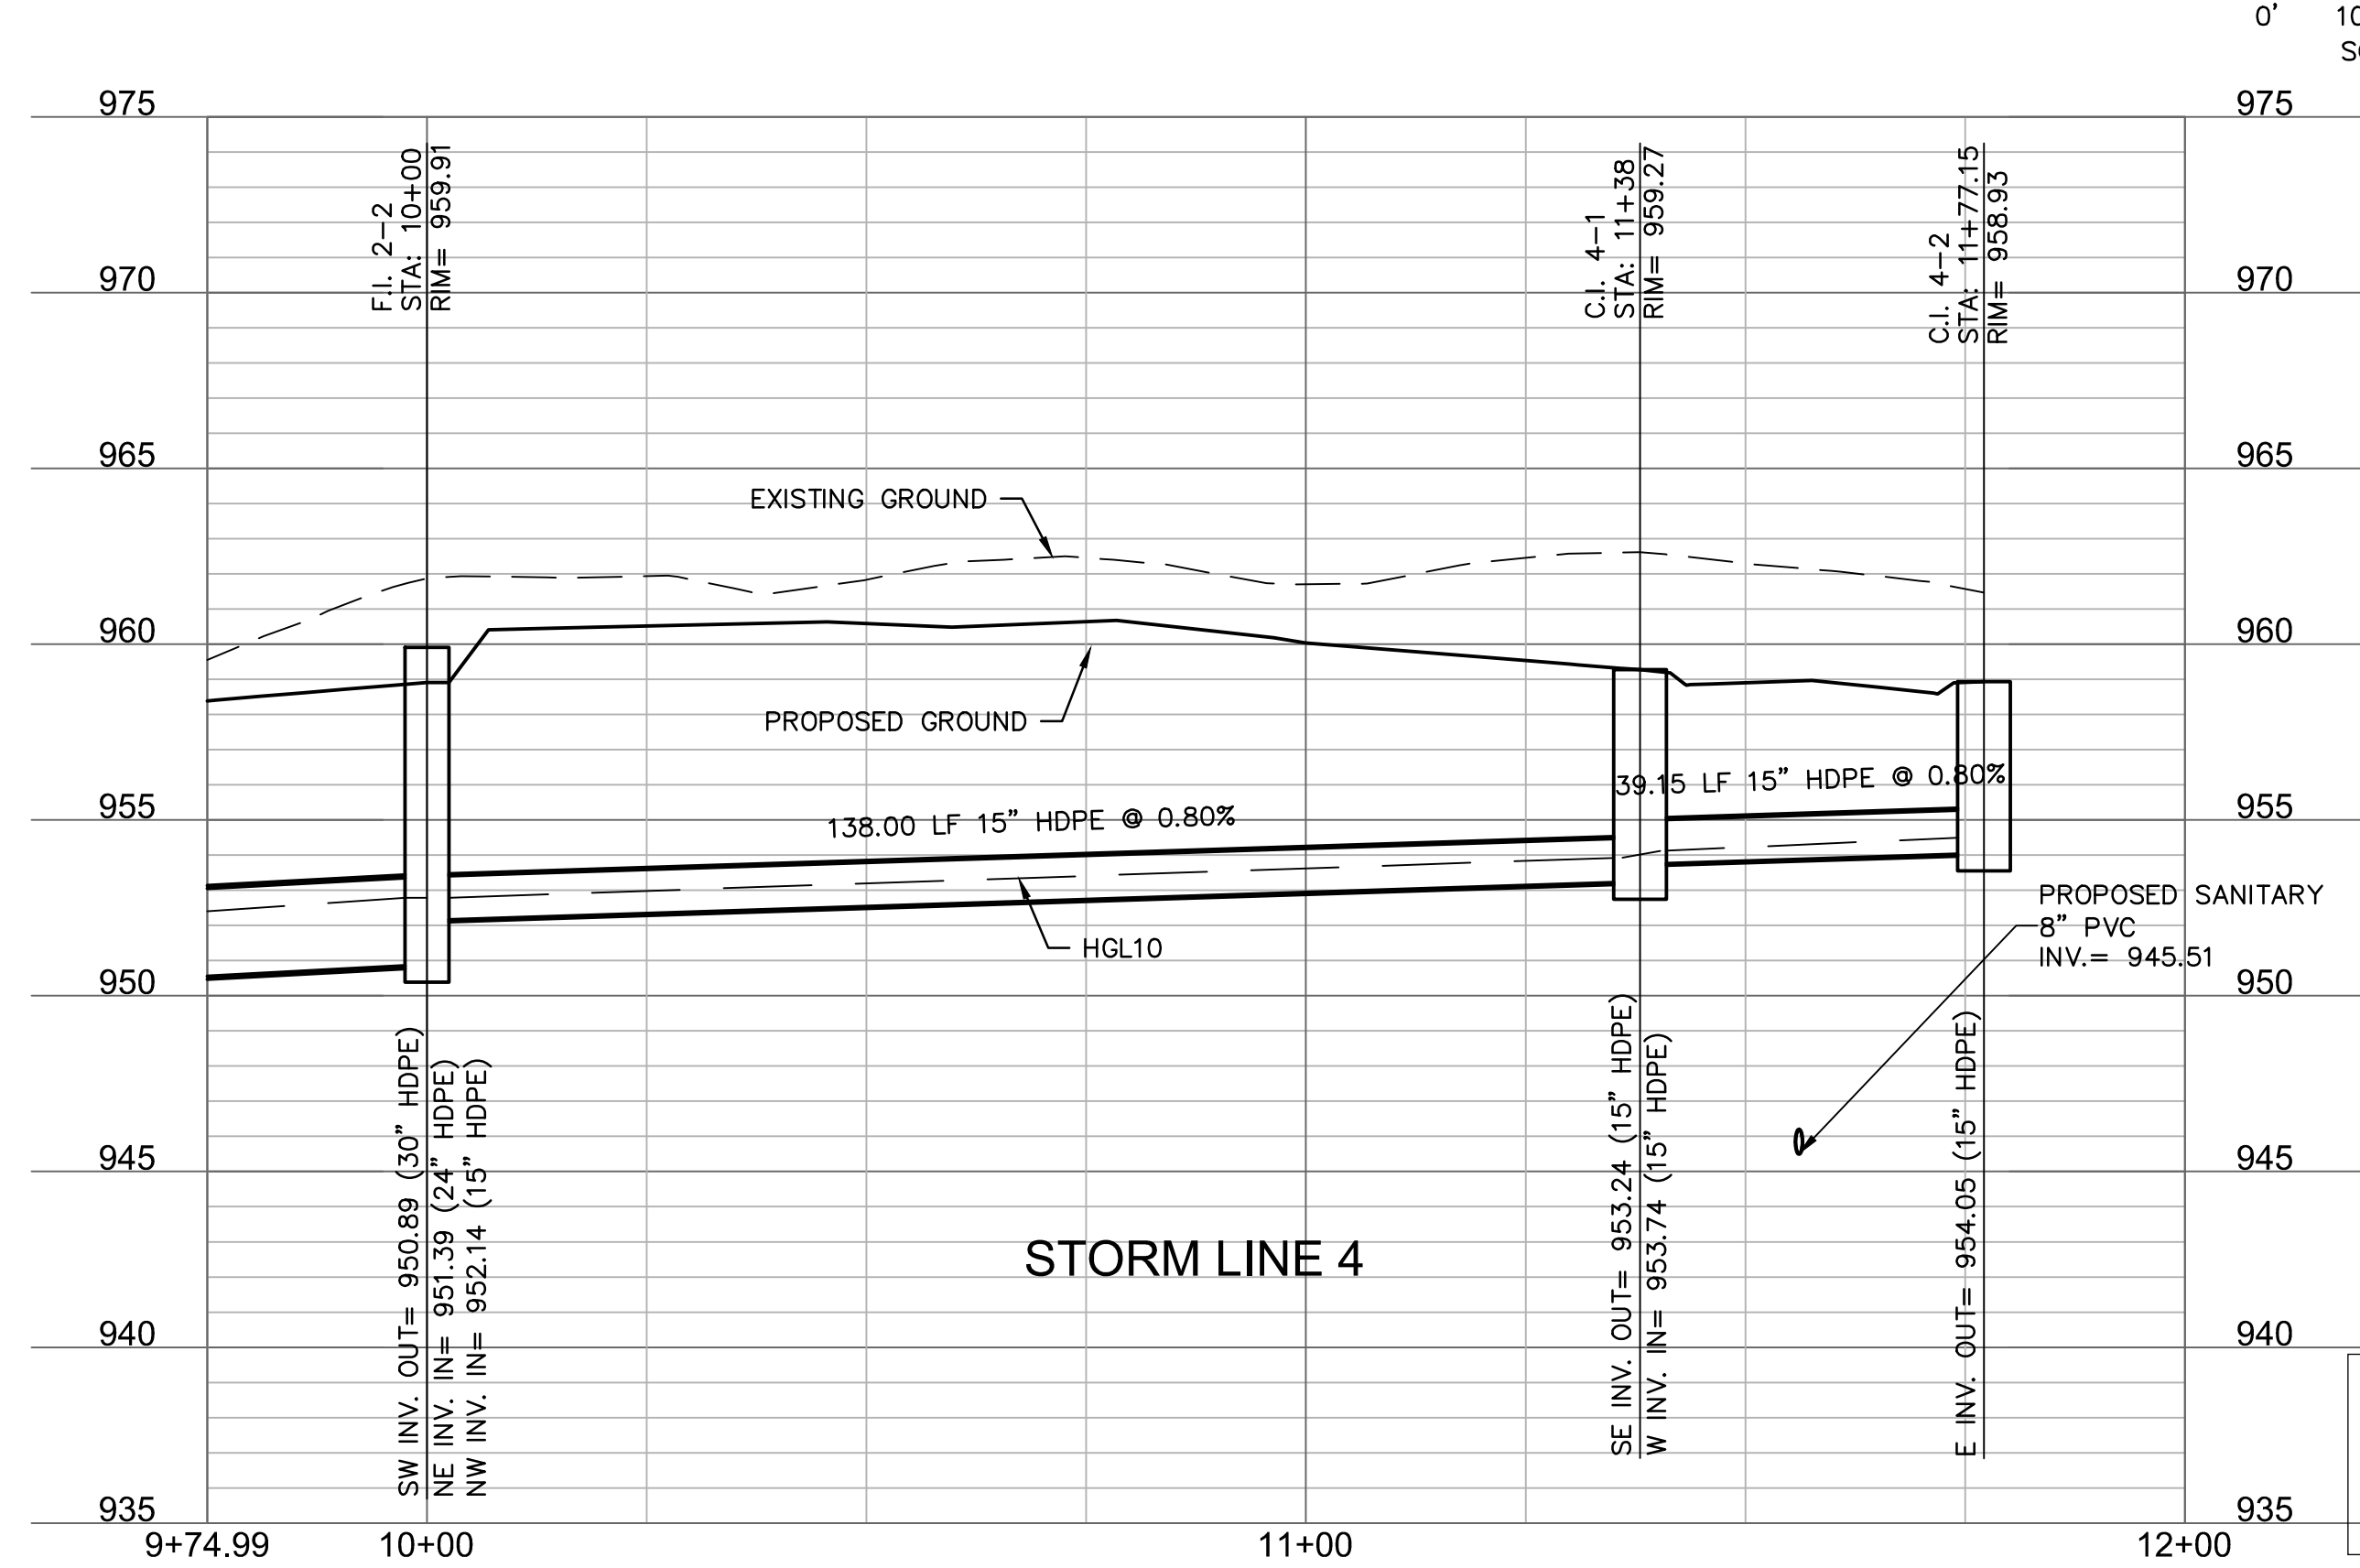 0'
975
975
F.I. 2-2
STA: 10+00
RIM= 959.91
C.I. 4-1
STA: 11+38
RIM= 959.27
C.I. 4-2
STA: 11+77.15
RIM= 958.93
970
970
965
965
EXISTING GROUND
960
960
PROPOSED GROUND
39.15 LF 15” HDPE @ 0.80%
955
955
138.00 LF 15” HDPE @ 0.80%
PROPOSED SANITARY
8” PVC
INV.= 945.51
HGL10
950
950
SW INV. OUT= 950.89 (30” HDPE)
NE INV. IN= 951.39 (24” HDPE)
NW INV. IN= 952.14 (15” HDPE)
SE INV. OUT= 953.24 (15” HDPE)
W INV. IN= 953.74 (15” HDPE)
E INV. OUT= 954.05 (15” HDPE)
945
945
STORM LINE 4
940
940
935
935
9+74.99
10+00
11+00
12+00